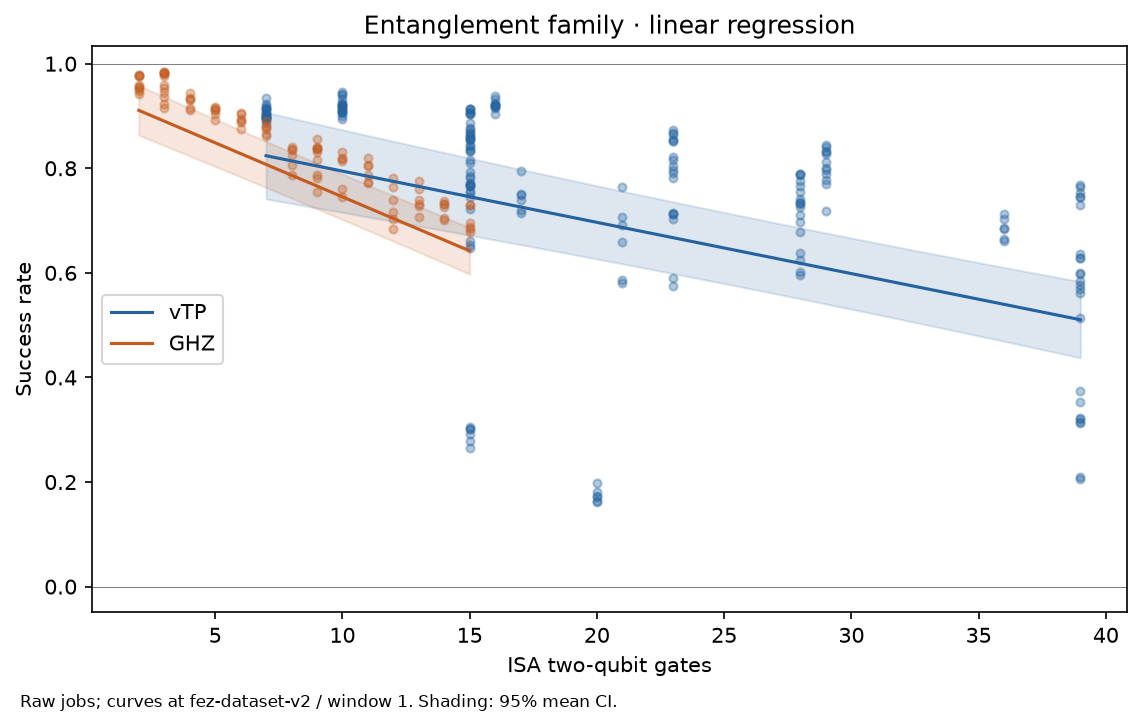 Entanglement family · linear regression
1.0
0.8
0.6
0.4
0.2
0.0
Success rate
vTP
GHZ
5 10 15 20 25 30 35 40
ISA two-qubit gates
Raw jobs; curves at fez-dataset-v2 / window 1. Shading: 95% mean CI.